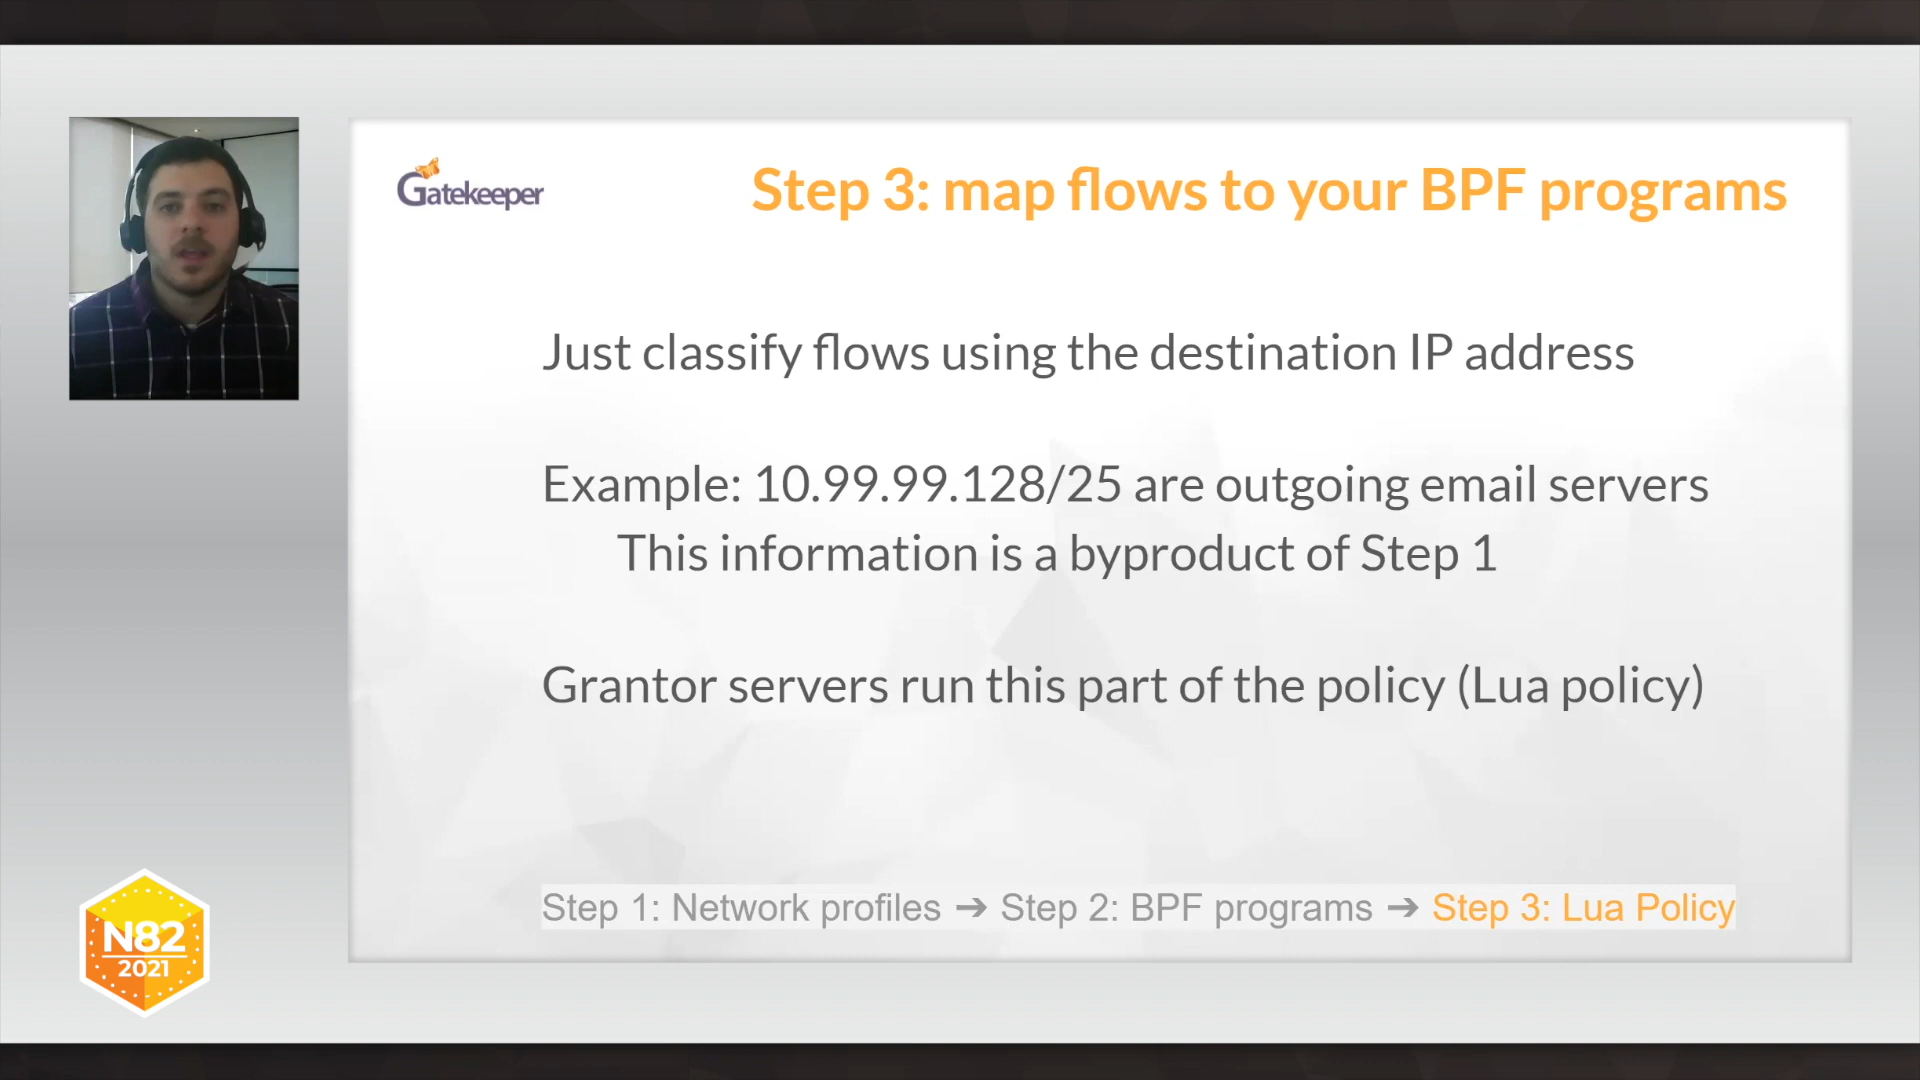 Gatekeeper
Step 3: map flows to your BPF programs
Just classify flows using the destination IP address
Example: 10.99.99.128/25 are outgoing email servers
This information is a byproduct of Step 1
Grantor servers run this part of the policy (Lua policy)
Step 1: Network profiles ➔ Step 2: BPF programs ➔ Step 3: Lua Policy
N82
2021